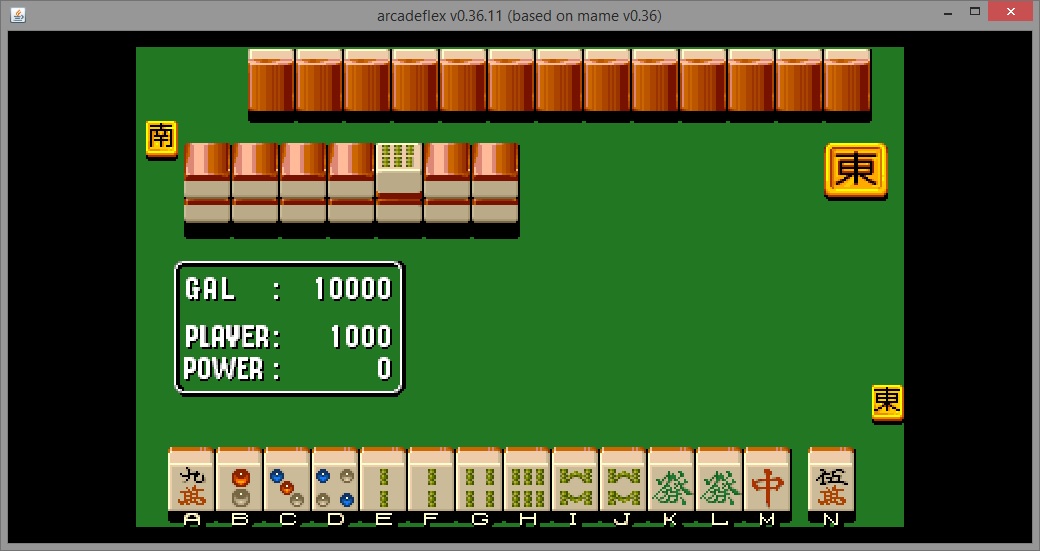 arcadeflex v0.36.11 (based on mame v0.36)
南
東
GAL : 10000
PLAYER: 1000
POWER : 0
東
九萬 中 伍萬
A B C D E F G H I J K L M N